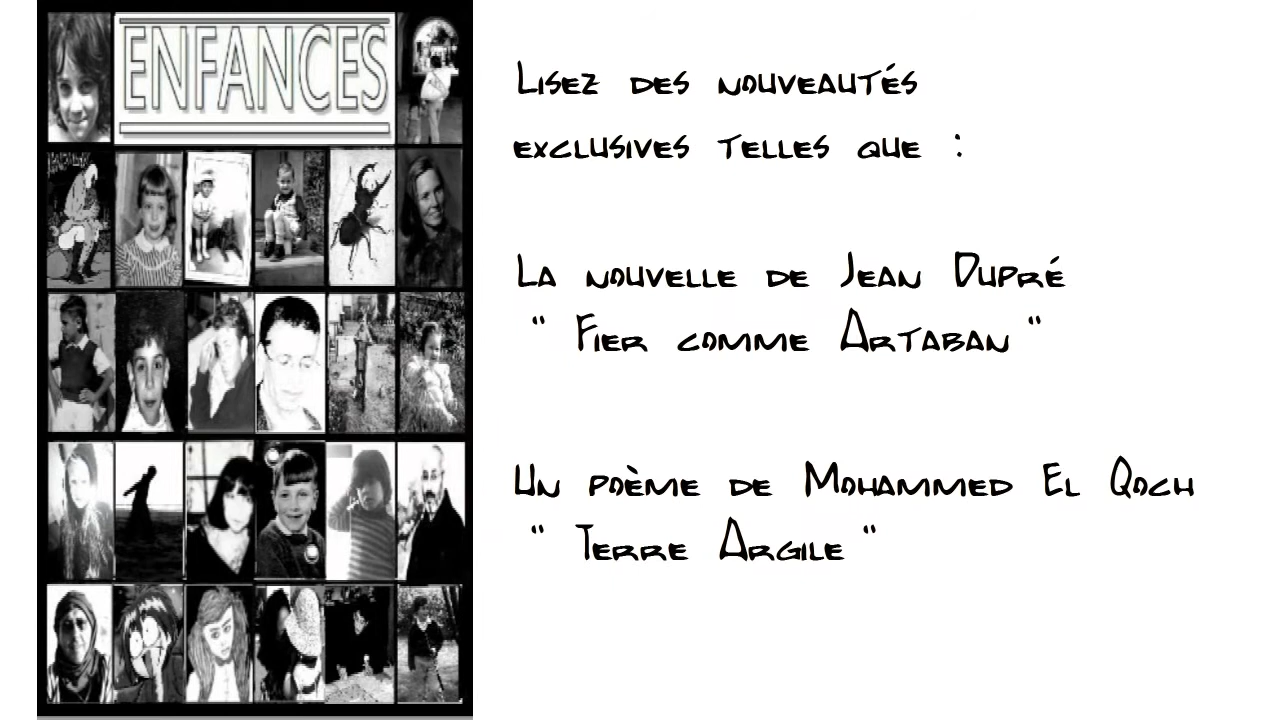 ENFANCES
Lisez des nouveautés
exclusives telles que :
La nouvelle de Jean Dupré
" Fier comme Artaban "
Un poème de Mohammed El Qoch
" Terre Argile "